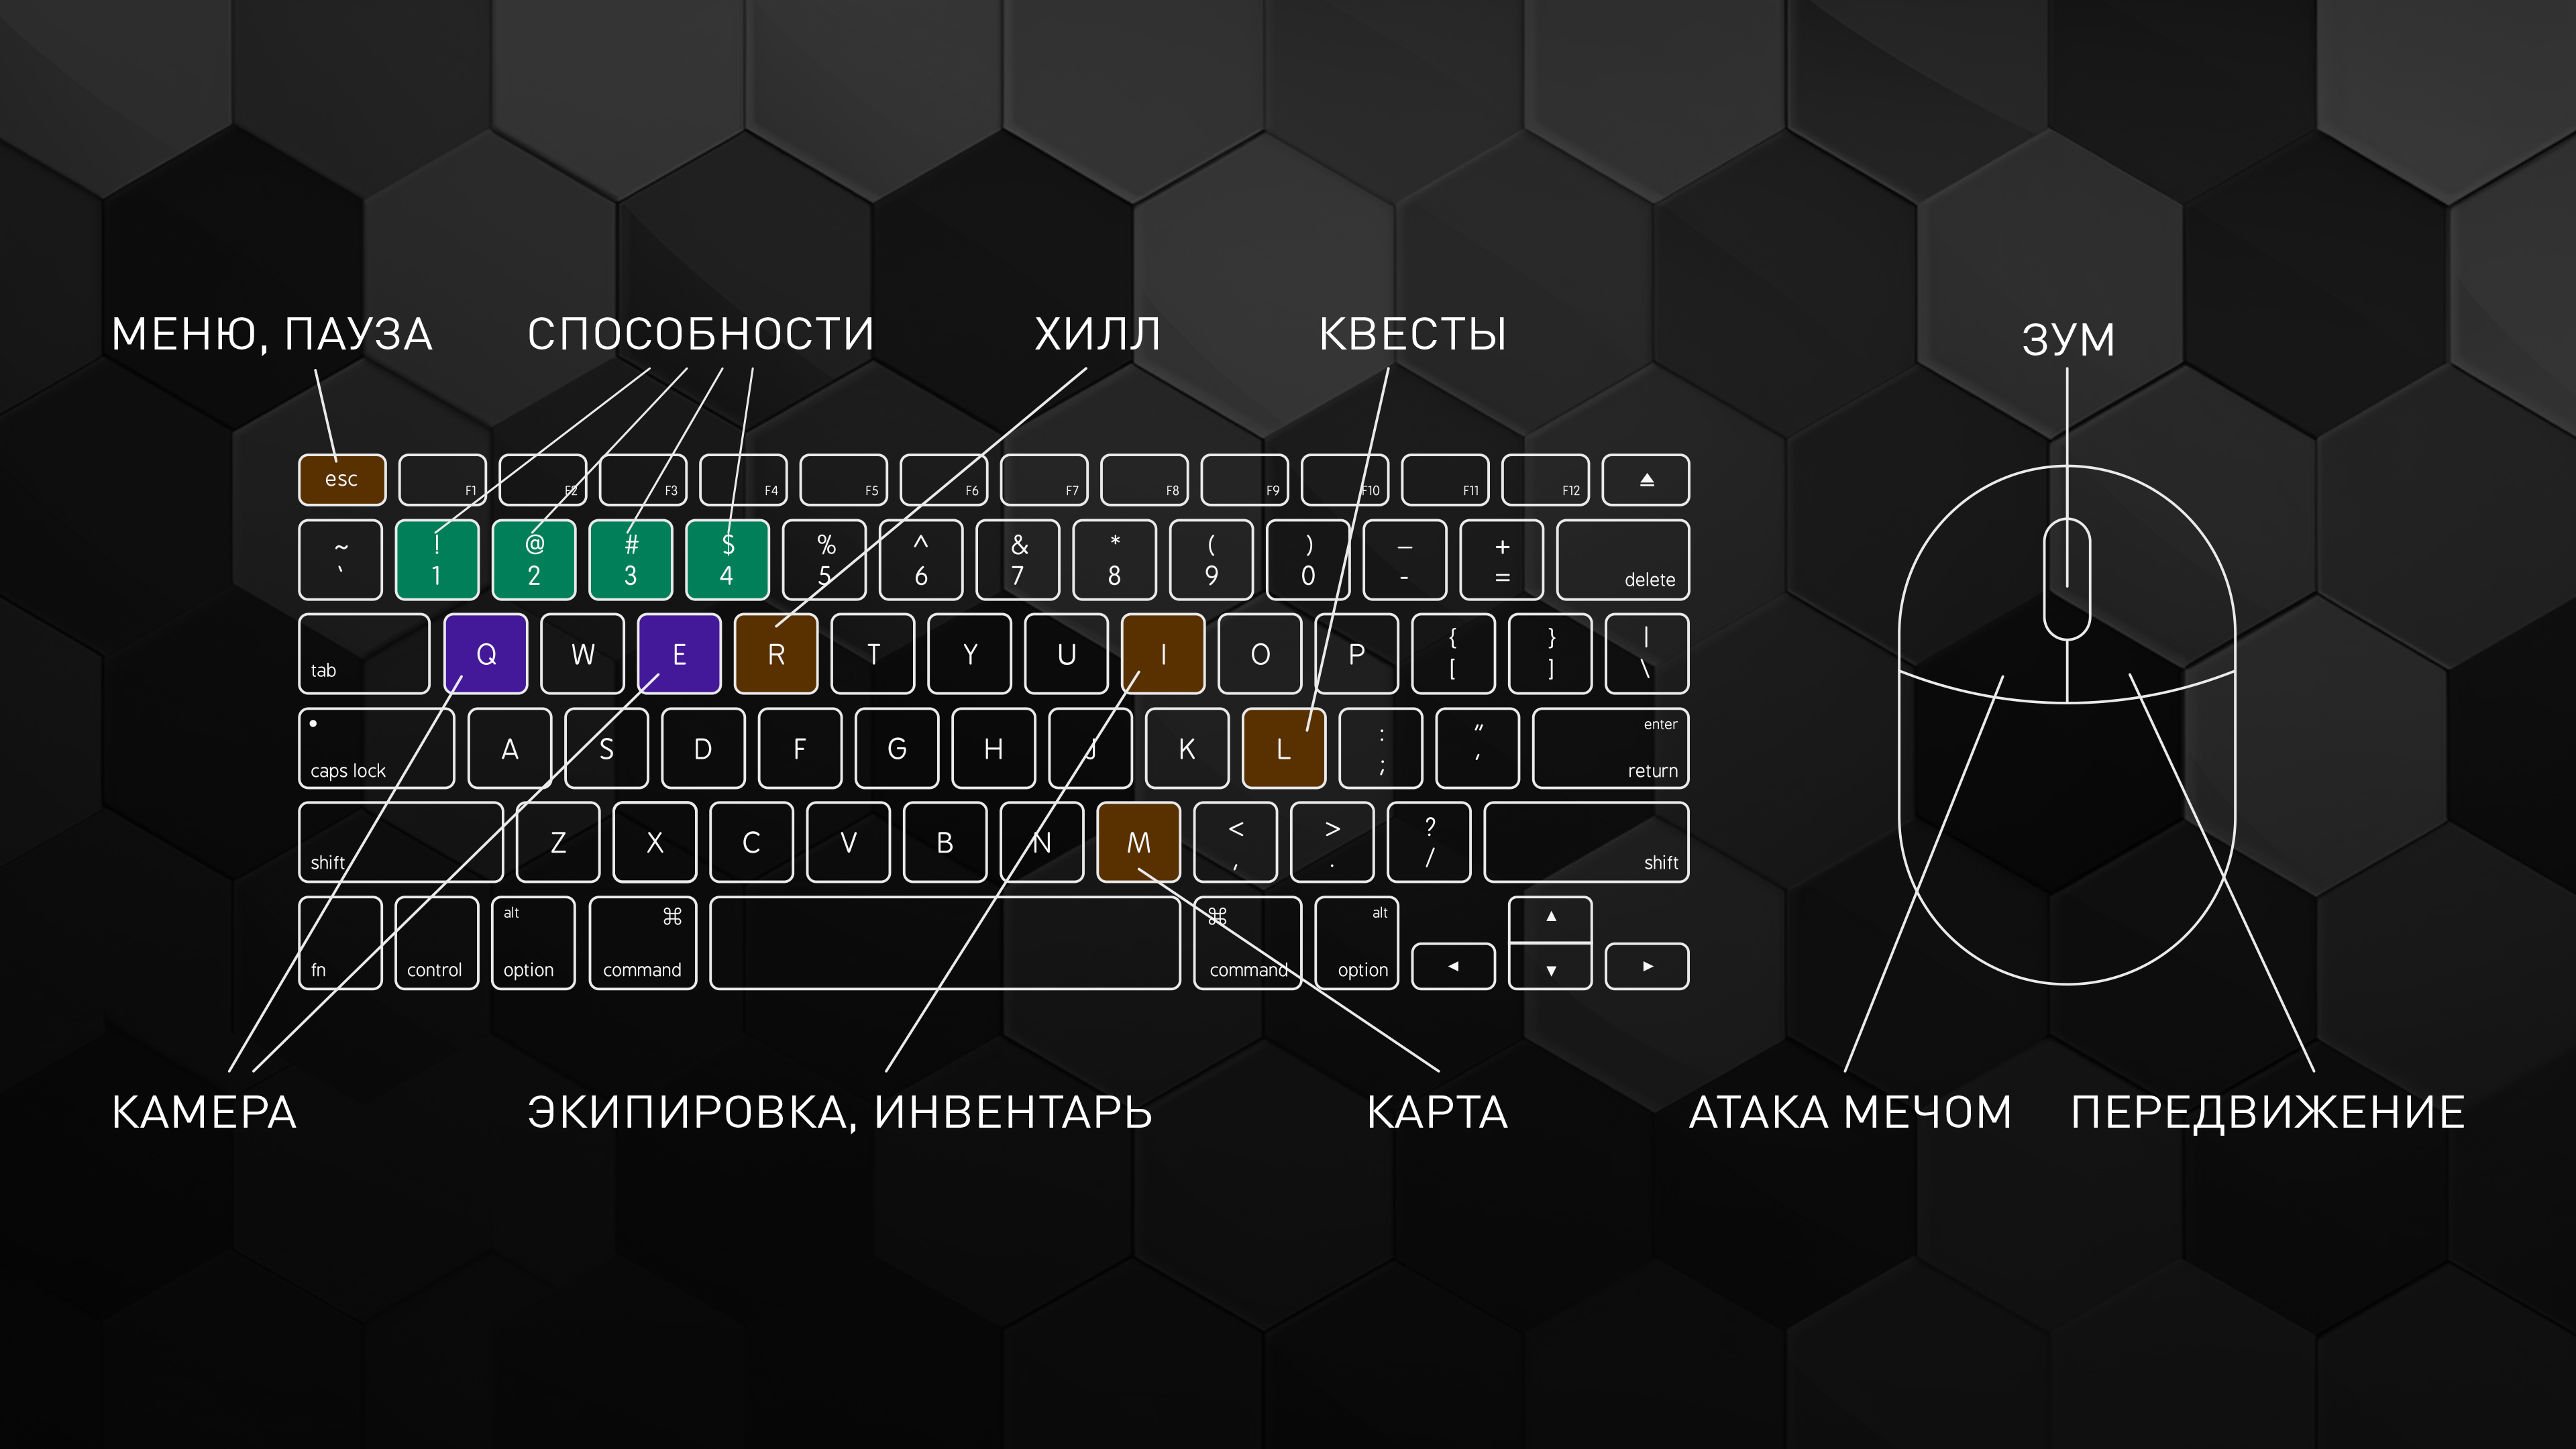 МЕНЮ, ПАУЗА СПОСОБНОСТИ ХИЛЛ КВЕСТЫ ЗУМ
esc F1 F2 F3 F4 F5 F6 F7 F8 F9 F10 F11 F12
~ ! @ # $ % ^ & * ( ) – +
` 1 2 3 4 5 6 7 8 9 0 - = delete
tab Q W E R T Y U I O P { } |
[ ] \
caps lock A S D F G H J K L : ; " , enter
return
shift Z X C V B N M < > ?
, . / shift
alt ⌘ ⌘ alt ▲
fn control option command command option ◀ ▼ ▶
КАМЕРА ЭКИПИРОВКА, ИНВЕНТАРЬ КАРТА АТАКА МЕЧОМ ПЕРЕДВИЖЕНИЕ